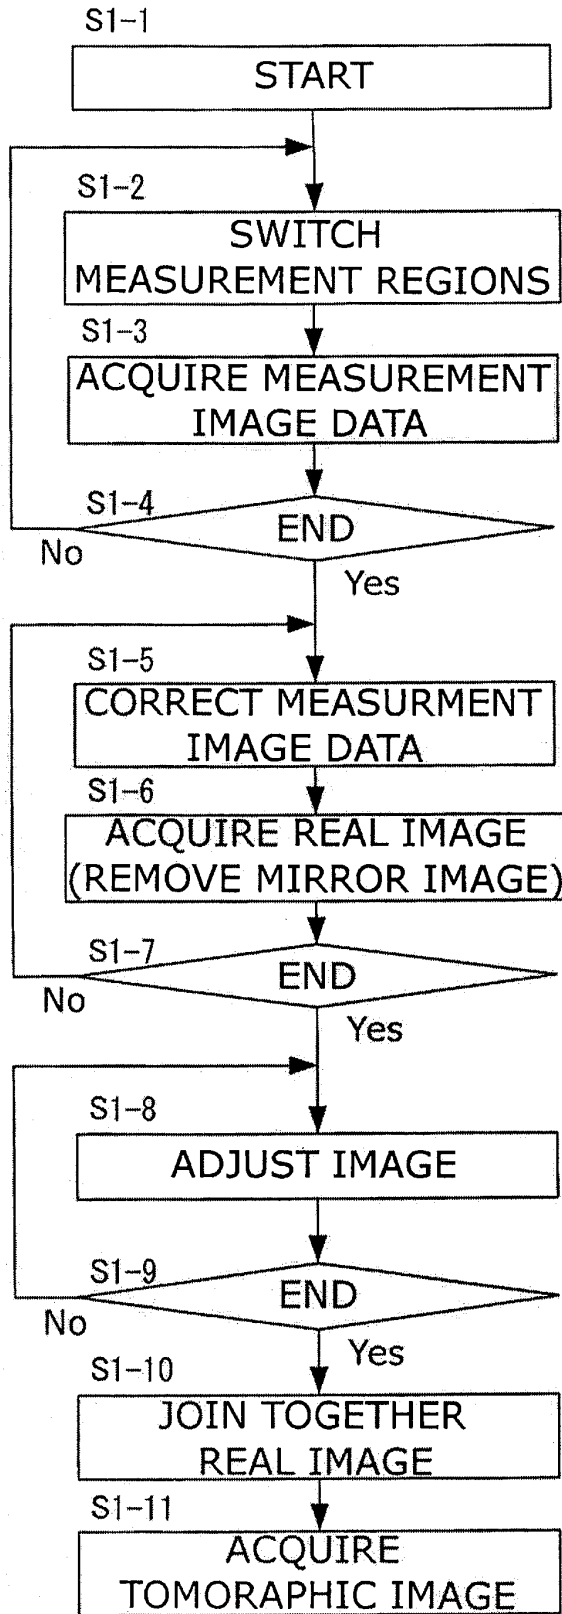 S1-1
START
S1-2
SWITCH
MEASUREMENT REGIONS
S1-3
ACQUIRE MEASUREMENT
IMAGE DATA
S1-4
END
No
Yes
S1-5
CORRECT MEASURMENT
IMAGE DATA
S1-6
ACQUIRE REAL IMAGE
(REMOVE MIRROR IMAGE)
S1-7
END
No
Yes
S1-8
ADJUST IMAGE
S1-9
END
No
Yes
S1-10
JOIN TOGETHER
REAL IMAGE
S1-11
ACQUIRE
TOMORAPHIC IMAGE